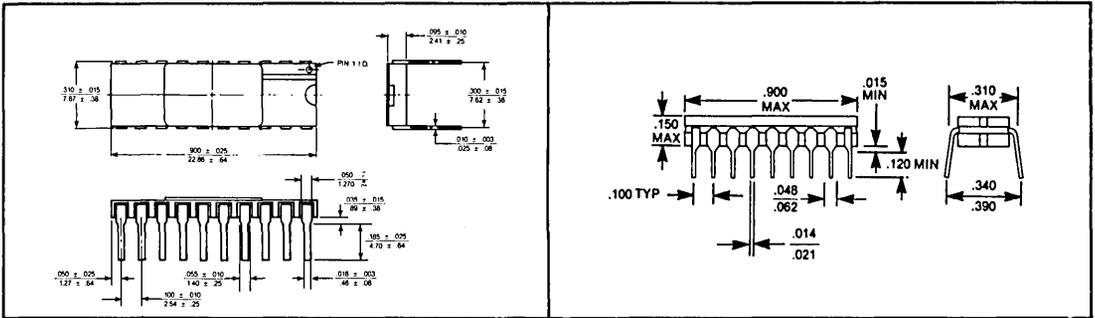 .095 ± .010
2.41 ± .25
PIN 1 I.D.
.310 ± .015
7.87 ± .38
.300 ± .015
7.62 ± .38
.010 ± .003
.025 ± .08
.900 ± .025
22.86 ± .64
.050
1.270
.035 ± .015
.89 ± .38
.185 ± .025
4.70 ± .64
.050 ± .025
1.27 ± .64
.055 ± .010
1.40 ± .25
.018 ± .003
.46 ± .08
.100 ± .010
2.54 ± .25
.900
MAX
.015
MIN
.310
MAX
.150
MAX
.120 MIN
.100 TYP
.048
.062
.340
.390
.014
.021